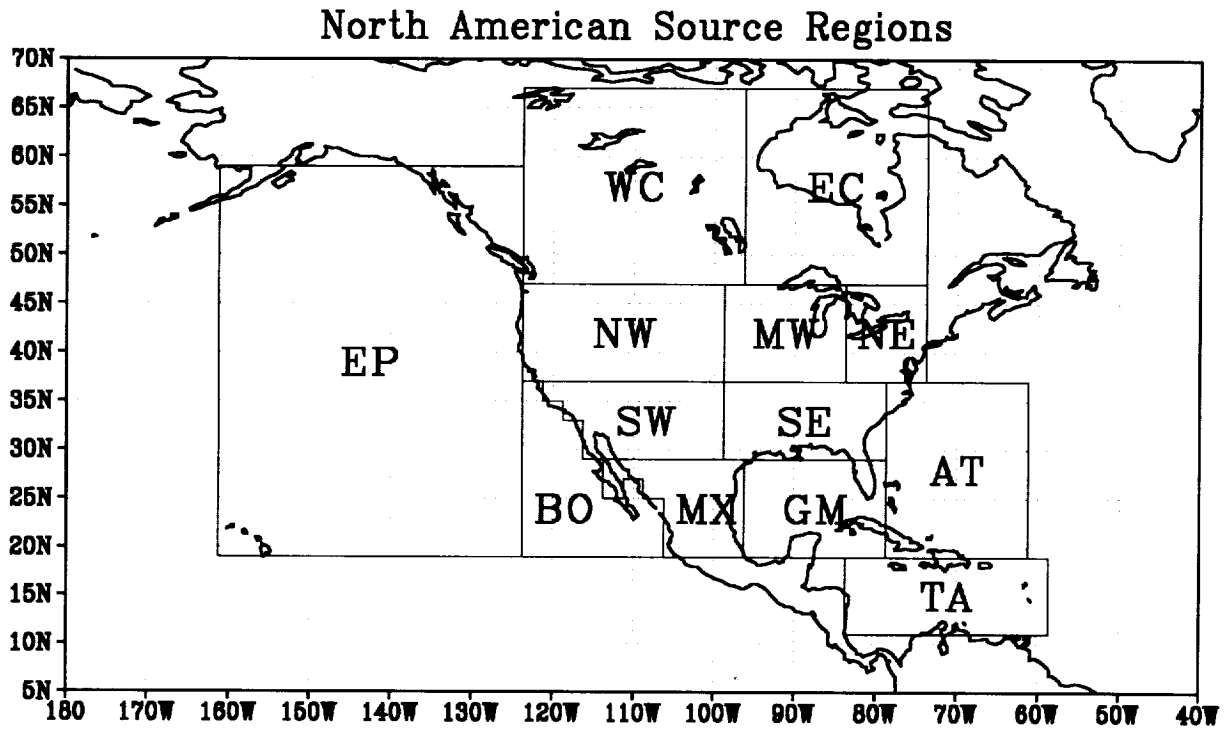 North American Source Regions
70N
65N
60N
55N
50N
45N
40N
35N
30N
25N
20N
15N
10N
5N
WC
EC
NW
MW
NE
EP
SW
SE
AT
BO
MX
GM
TA
180 170W 160W 150W 140W 130W 120W 110W 100W 90W 80W 70W 60W 50W 40W